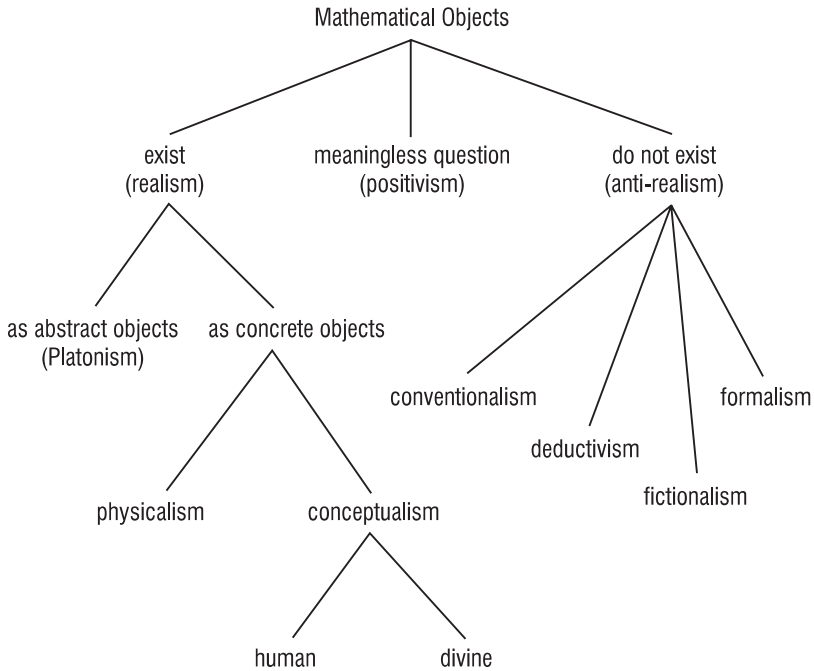 Mathematical Objects
exist
(realism)
meaningless question
(positivism)
do not exist
(anti-realism)
as abstract objects
(Platonism)
as concrete objects
conventionalism
deductivism
fictionalism
formalism
physicalism
conceptualism
human
divine